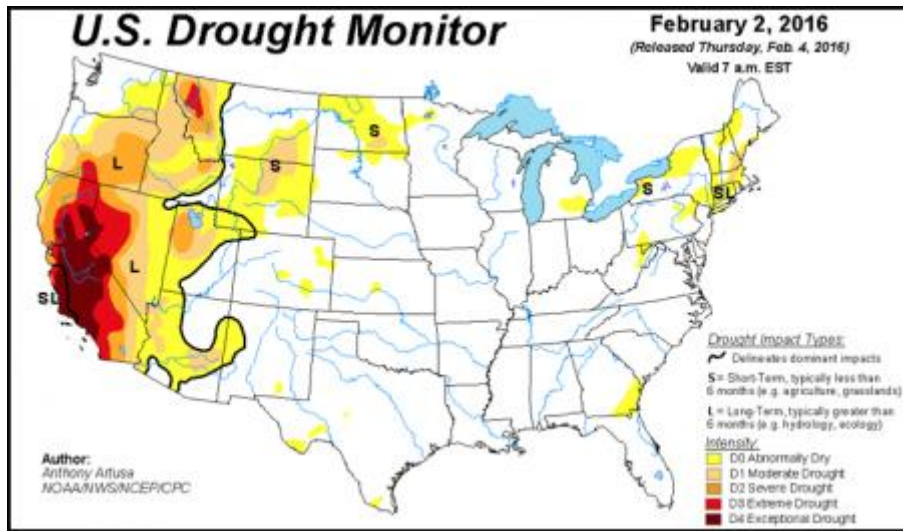 U.S. Drought Monitor
February 2, 2016
(Released Thursday, Feb. 4, 2016)
Valid 7 a.m. EST
S
L
S
S
SL
L
SL
Drought Impact Types:
Delineates dominant impacts
S = Short-Term, typically less than
6 months (e.g. agriculture, grasslands)
L = Long-Term, typically greater than
6 months (e.g. hydrology, ecology)
Intensity:
D0 Abnormally Dry
D1 Moderate Drought
D2 Severe Drought
D3 Extreme Drought
D4 Exceptional Drought
Author:
Anthony Artusa
NOAA/NWS/NCEP/CPC